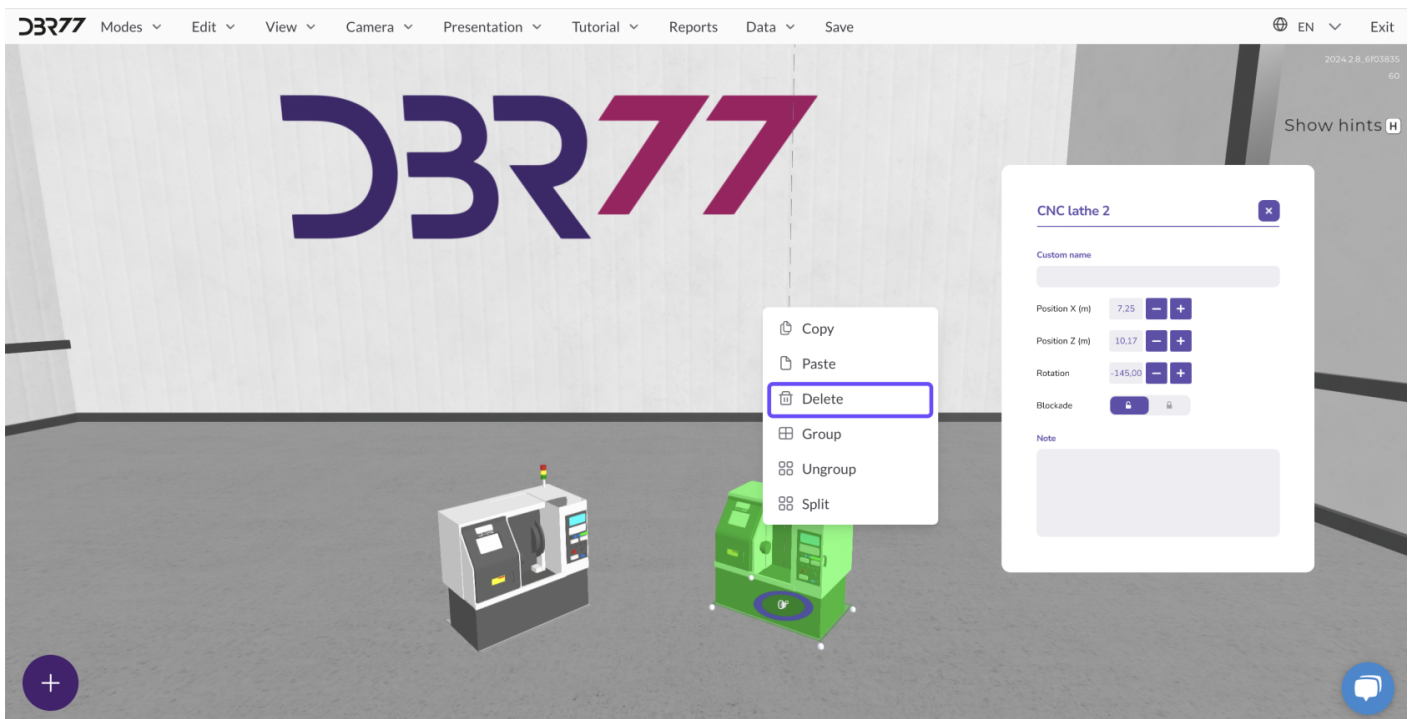 DBR77 Modes Edit View Camera Presentation Tutorial Reports Data Save EN Exit
2024.2.8_6f03835
60
Show hints H
DBR77
CNC lathe 2
Custom name
Position X (m) 7,25
Position Z (m) 10,17
Rotation -145,00
Blockade
Note
Copy
Paste
Delete
Group
Ungroup
Split